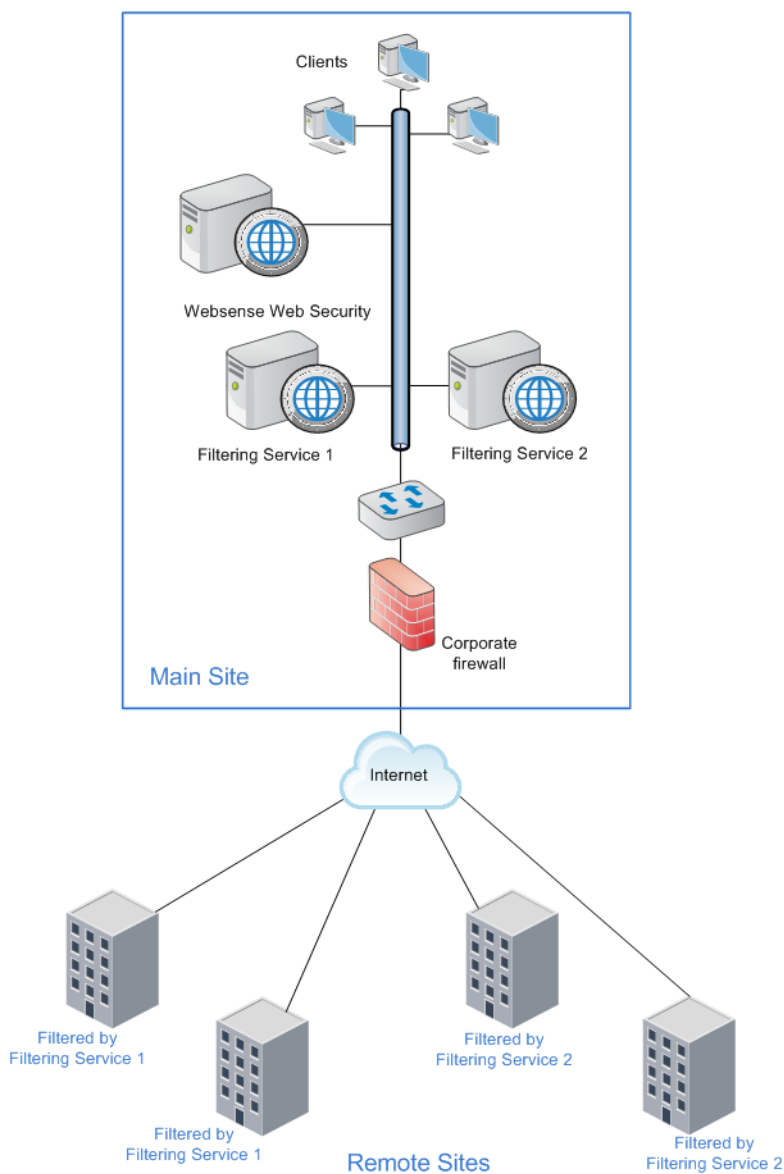 Clients
Websense Web Security
Filtering Service 1
Filtering Service 2
Corporate
firewall
Main Site
Internet
Filtered by
Filtering Service 1
Filtered by
Filtering Service 2
Filtered by
Filtering Service 1
Filtered by
Filtering Service 2
Remote Sites